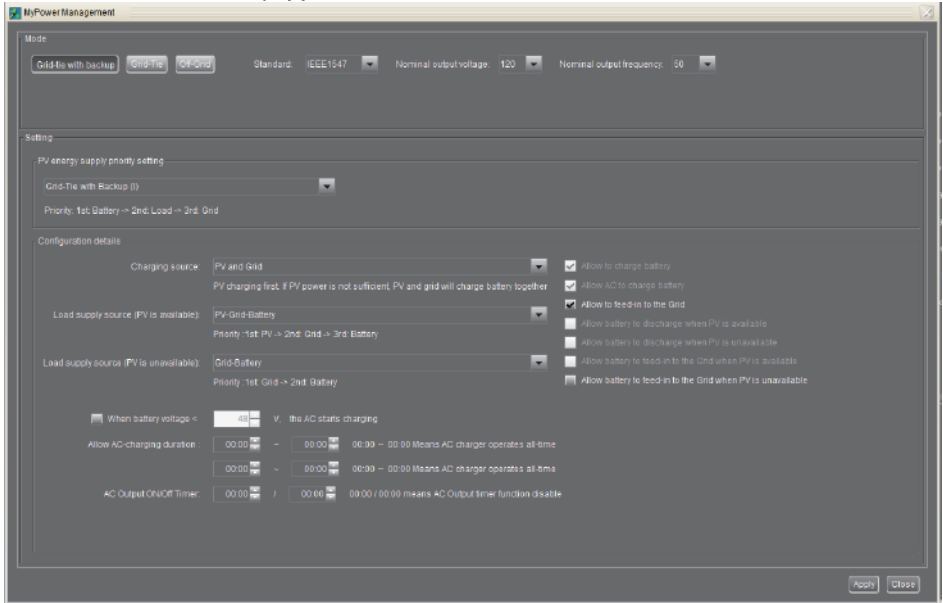 MyPower Management
Mode
Grid-tie with backup Grid-Tie Off-Grid Standard: IEEE1547 Nominal output voltage: 120 Nominal output frequency: 50
Setting
PV energy supply priority setting
Grid-Tie with Backup (I)
Priority: 1st: Battery -> 2nd: Load -> 3rd: Grid
Configuration details
Charging source: PV and Grid Allow to charge battery
PV charging first. If PV power is not sufficient, PV and grid will charge battery together Allow AC to charge battery
Allow to feed-in to the Grid
Load supply source (PV is available): PV-Grid-Battery Allow battery to discharge when PV is available
Priority :1st: PV -> 2nd: Grid -> 3rd: Battery Allow battery to discharge when PV is unavailable
Load supply source (PV is unavailable): Grid-Battery Allow battery to feed-in to the Grid when PV is available
Priority :1st: Grid -> 2nd: Battery Allow battery to feed-in to the Grid when PV is unavailable
When battery voltage < 48 V, the AC starts charging
Allow AC-charging duration : 00:00 ~ 00:00 00:00 ~ 00:00 Means AC charger operates all-time
00:00 ~ 00:00 00:00 ~ 00:00 Means AC charger operates all-time
AC Output ON/Off Timer: 00:00 / 00:00 00:00 / 00:00 means AC Output timer function disable
Apply Close